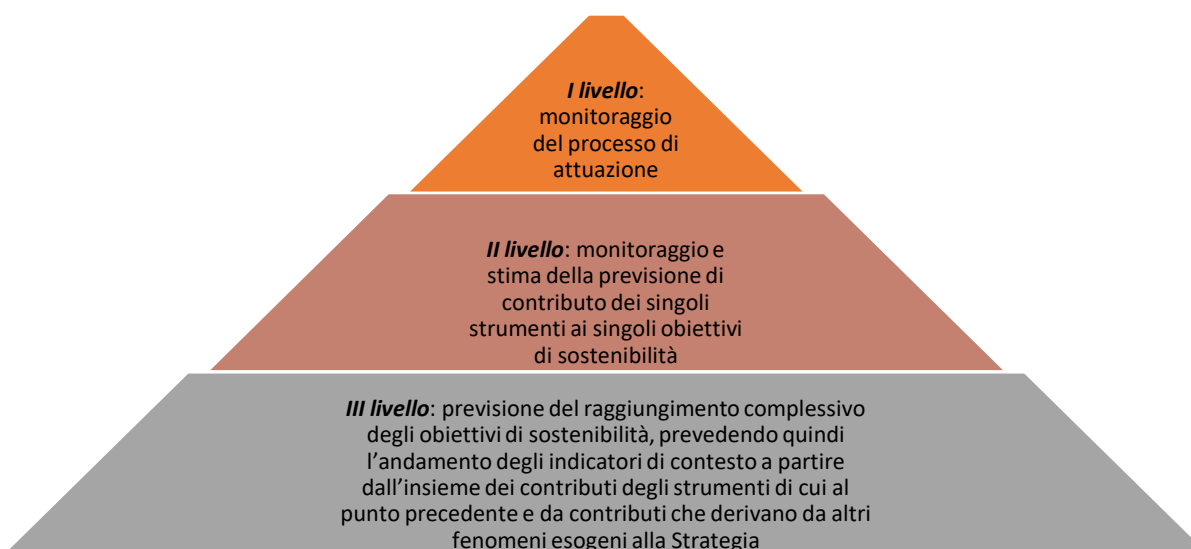 I livello:
monitoraggio
del processo di
attuazione
II livello: monitoraggio e
stima della previsione di
contributo dei singoli
strumenti ai singoli obiettivi
di sostenibilità
III livello: previsione del raggiungimento complessivo
degli obiettivi di sostenibilità, prevedendo quindi
l’andamento degli indicatori di contesto a partire
dall’insieme dei contributi degli strumenti di cui al
punto precedente e da contributi che derivano da altri
fenomeni esogeni alla Strategia